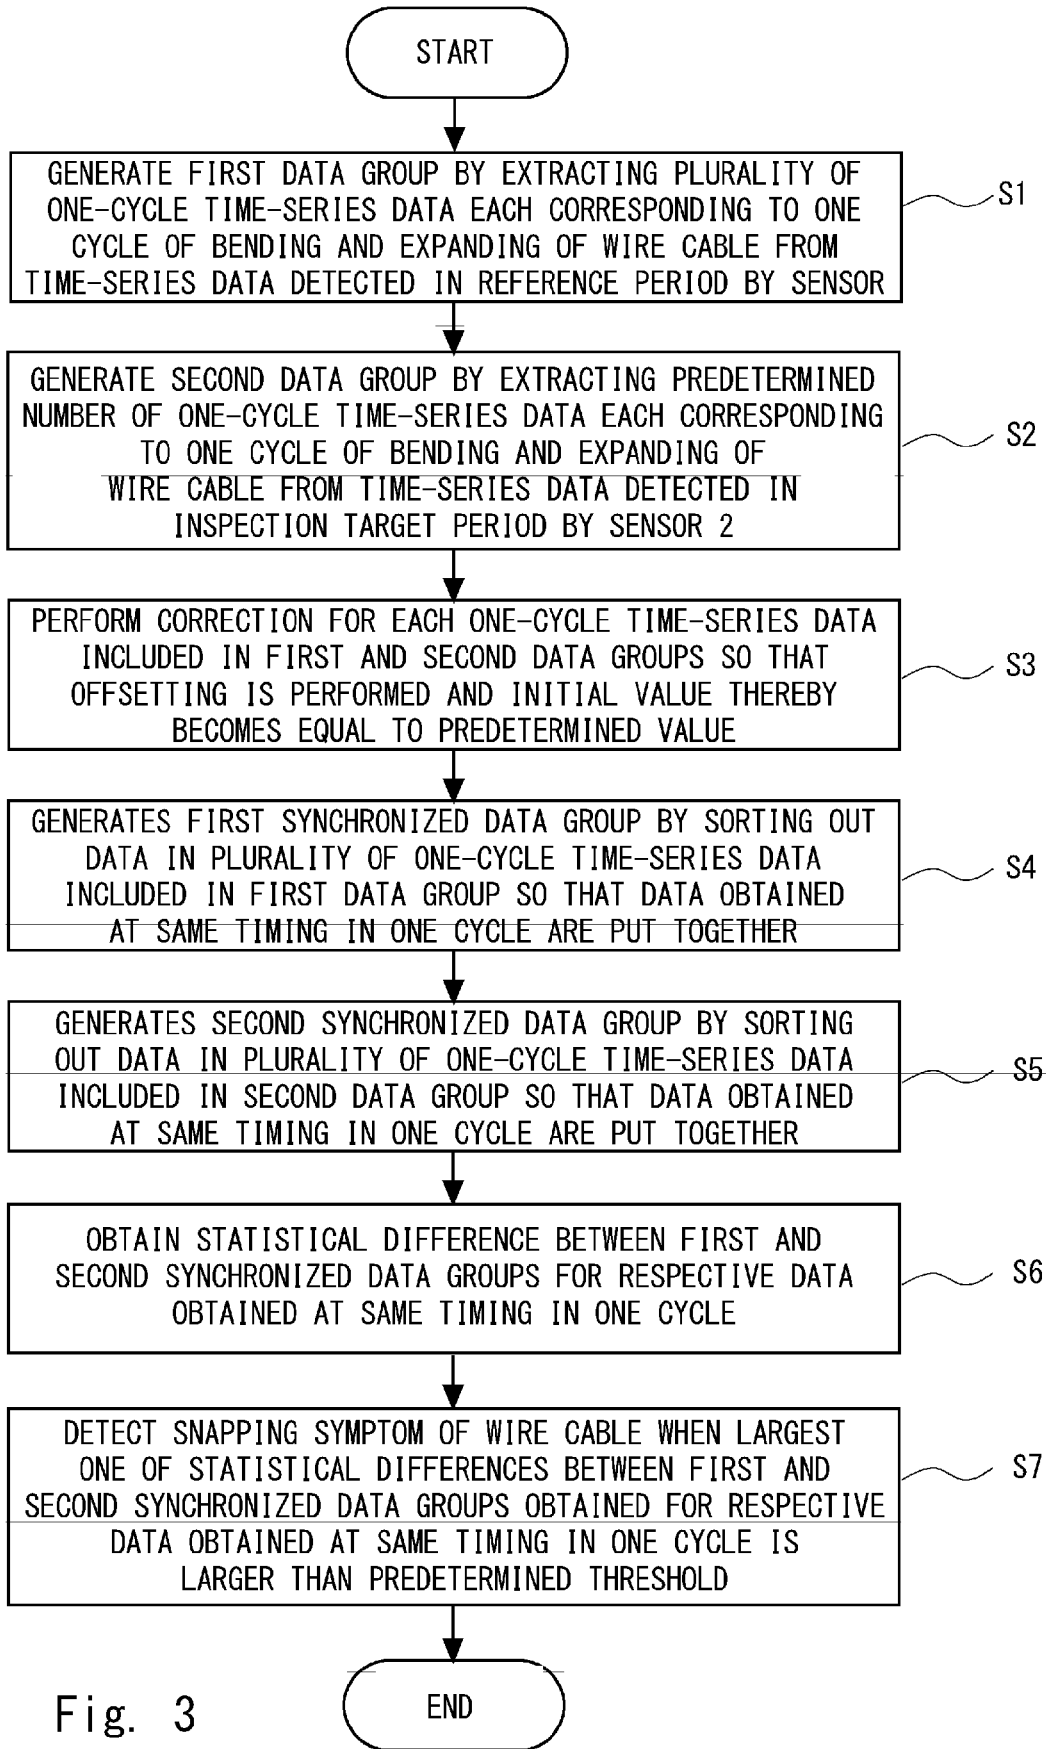 START
GENERATE FIRST DATA GROUP BY EXTRACTING PLURALITY OF
ONE-CYCLE TIME-SERIES DATA EACH CORRESPONDING TO ONE
CYCLE OF BENDING AND EXPANDING OF WIRE CABLE FROM
TIME-SERIES DATA DETECTED IN REFERENCE PERIOD BY SENSOR
S1
GENERATE SECOND DATA GROUP BY EXTRACTING PREDETERMINED
NUMBER OF ONE-CYCLE TIME-SERIES DATA EACH CORRESPONDING
TO ONE CYCLE OF BENDING AND EXPANDING OF
WIRE CABLE FROM TIME-SERIES DATA DETECTED IN
INSPECTION TARGET PERIOD BY SENSOR 2
S2
PERFORM CORRECTION FOR EACH ONE-CYCLE TIME-SERIES DATA
INCLUDED IN FIRST AND SECOND DATA GROUPS SO THAT
OFFSETTING IS PERFORMED AND INITIAL VALUE THEREBY
BECOMES EQUAL TO PREDETERMINED VALUE
S3
GENERATES FIRST SYNCHRONIZED DATA GROUP BY SORTING OUT
DATA IN PLURALITY OF ONE-CYCLE TIME-SERIES DATA
INCLUDED IN FIRST DATA GROUP SO THAT DATA OBTAINED
AT SAME TIMING IN ONE CYCLE ARE PUT TOGETHER
S4
GENERATES SECOND SYNCHRONIZED DATA GROUP BY SORTING
OUT DATA IN PLURALITY OF ONE-CYCLE TIME-SERIES DATA
INCLUDED IN SECOND DATA GROUP SO THAT DATA OBTAINED
AT SAME TIMING IN ONE CYCLE ARE PUT TOGETHER
S5
OBTAIN STATISTICAL DIFFERENCE BETWEEN FIRST AND
SECOND SYNCHRONIZED DATA GROUPS FOR RESPECTIVE DATA
OBTAINED AT SAME TIMING IN ONE CYCLE
S6
DETECT SNAPPING SYMPTOM OF WIRE CABLE WHEN LARGEST
ONE OF STATISTICAL DIFFERENCES BETWEEN FIRST AND
SECOND SYNCHRONIZED DATA GROUPS OBTAINED FOR RESPECTIVE
DATA OBTAINED AT SAME TIMING IN ONE CYCLE IS
LARGER THAN PREDETERMINED THRESHOLD
S7
END
Fig. 3